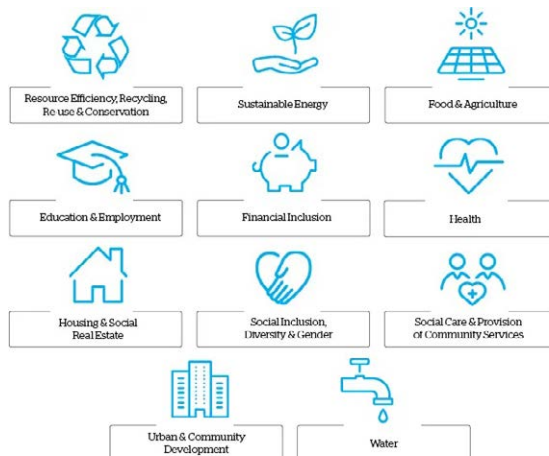 Resource Efficiency, Recycling,
Re-use & Conservation
Sustainable Energy
Food & Agriculture
Education & Employment
Financial Inclusion
Health
Housing & Social
Real Estate
Social Inclusion,
Diversity & Gender
Social Care & Provision
of Community Services
Urban & Community
Development
Water